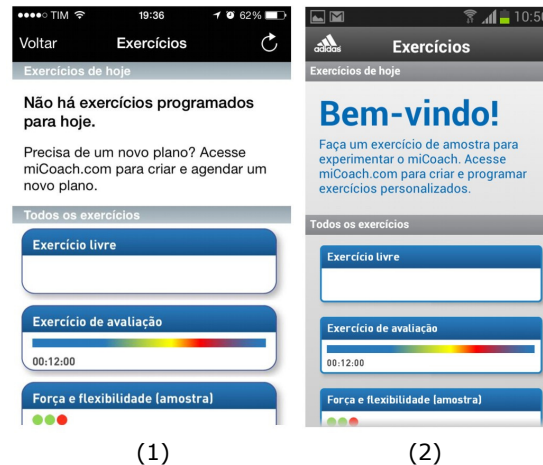 TIM 19:36 62%
Voltar Exercícios
Exercícios de hoje
Não há exercícios programados
para hoje.
Precisa de um novo plano? Acesse
miCoach.com para criar e agendar um
novo plano.
Todos os exercícios
Exercício livre
Exercício de avaliação
00:12:00
Força e flexibilidade (amostra)
(1)
10:50
adidas Exercícios
Exercícios de hoje
Bem-vindo!
Faça um exercício de amostra para
experimentar o miCoach. Acesse
miCoach.com para criar e programar
exercícios personalizados.
Todos os exercícios
Exercício livre
Exercício de avaliação
00:12:00
Força e flexibilidade (amostra)
(2)